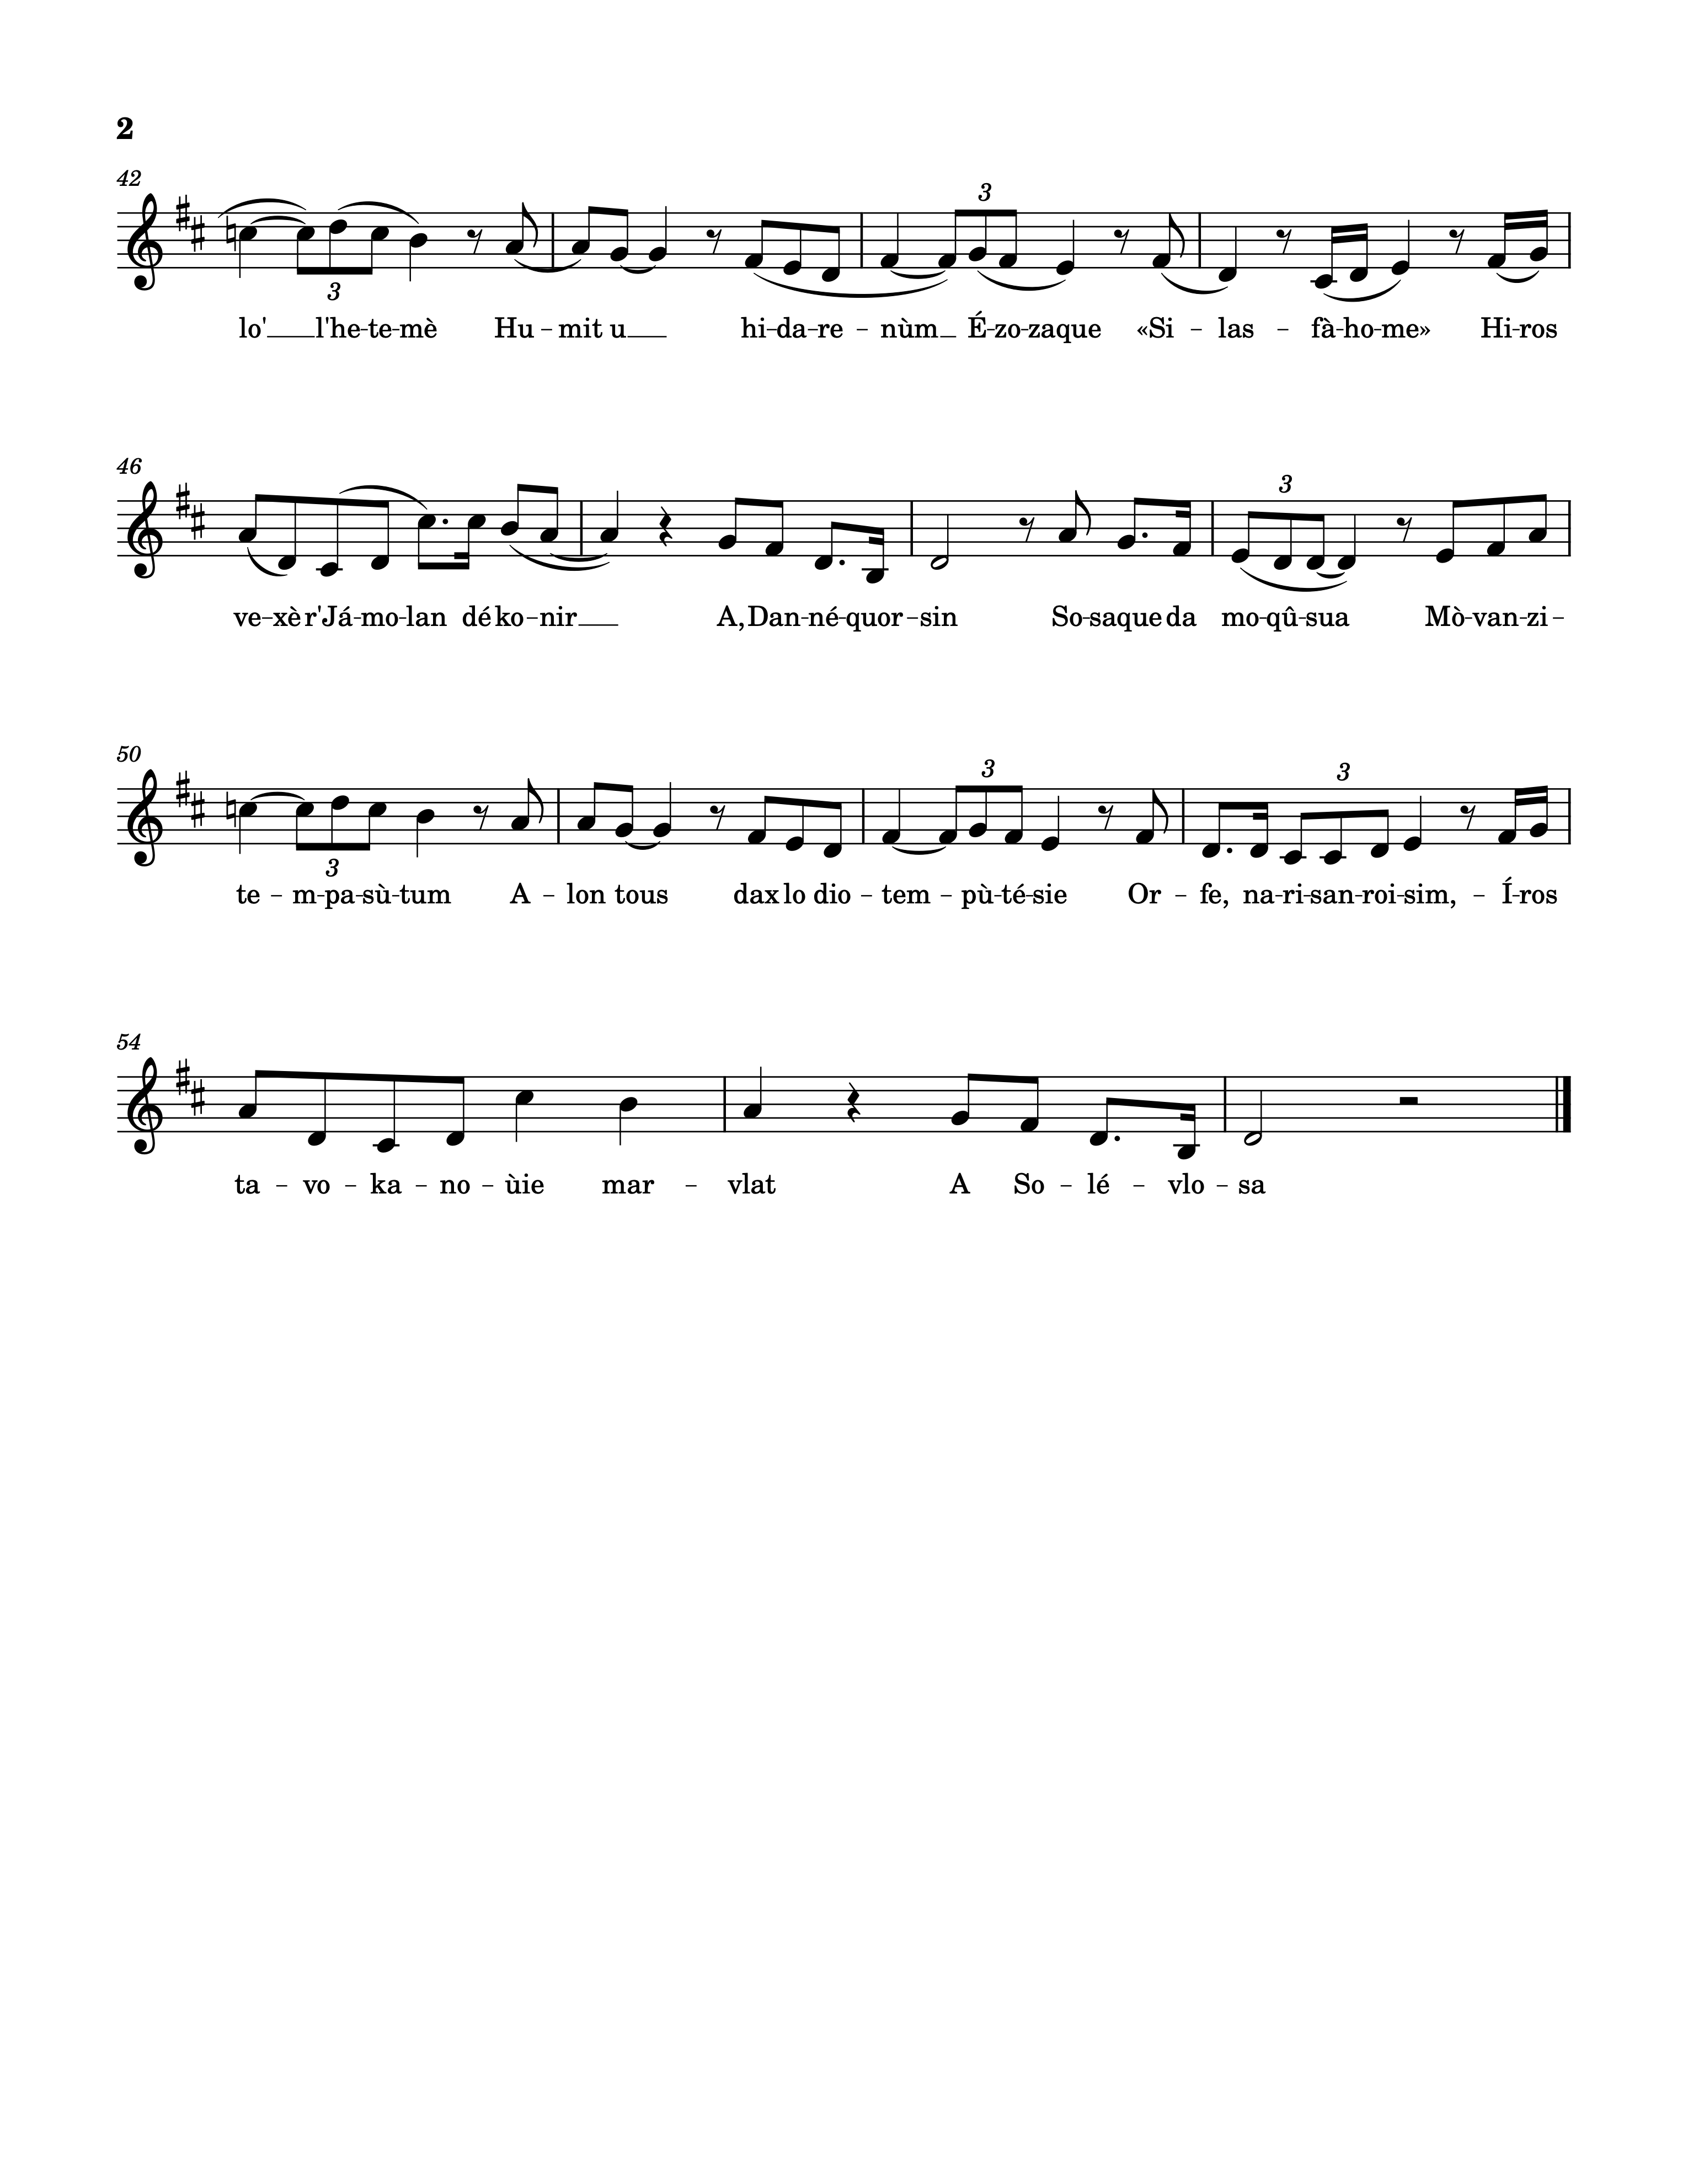 2
42
3
3
lo' l'he-te-mè Hu-mit u hi-da-re-nùm É-zo-zaque «Si-las-fà-ho-me» Hi-ros
46
3
ve-xè r'Já-mo-lan dé ko-nir A, Dan-né-quor-sin So-saque da mo-qû-sua Mò-van-zi-
50
3
3
3
te-m-pa-sù-tum A-lon tous dax lo dio-tem-pù-té-sie Or-fe, na-ri-san-roi-sim,-Í-ros
54
ta-vo-ka-no-ùie mar-vlat A So-lé-vlo-sa